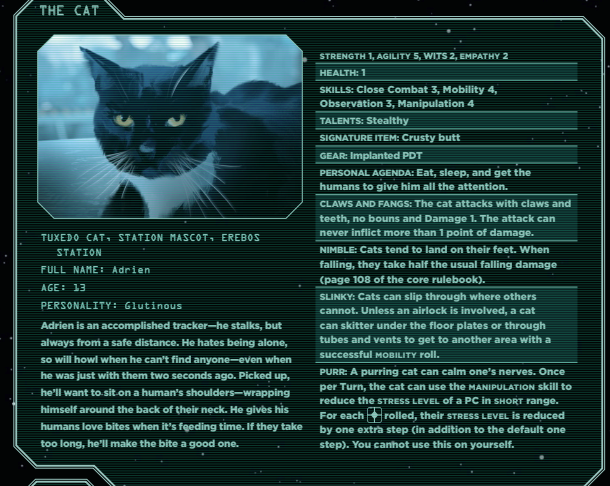 THE CAT
TUXEDO CAT, STATION MASCOT, EREBOS
STATION
FULL NAME: Adrien
AGE: 13
PERSONALITY: Glutinous
Adrien is an accomplished tracker—he stalks, but
always from a safe distance. He hates being alone,
so will howl when he can't find anyone—even when
he was just with them two seconds ago. Picked up,
he'll want to sit on a human's shoulders—wrapping
himself around the back of their neck. He gives his
humans love bites when it's feeding time. If they take
too long, he'll make the bite a good one.
STRENGTH 1, AGILITY 5, WITS 2, EMPATHY 2
HEALTH: 1
SKILLS: Close Combat 3, Mobility 4,
Observation 3, Manipulation 4
TALENTS: Stealthy
SIGNATURE ITEM: Crusty butt
GEAR: Implanted PDT
PERSONAL AGENDA: Eat, sleep, and get the
humans to give him all the attention.
CLAWS AND FANGS: The cat attacks with claws and
teeth, no bouns and Damage 1. The attack can
never inflict more than 1 point of damage.
NIMBLE: Cats tend to land on their feet. When
falling, they take half the usual falling damage
(page 108 of the core rulebook).
SLINKY: Cats can slip through where others
cannot. Unless an airlock is involved, a cat
can skitter under the floor plates or through
tubes and vents to get to another area with a
successful MOBILITY roll.
PURR: A purring cat can calm one's nerves. Once
per Turn, the cat can use the MANIPULATION skill to
reduce the STRESS LEVEL of a PC in SHORT range.
For each rolled, their STRESS LEVEL is reduced
by one extra step (in addition to the default one
step). You cannot use this on yourself.